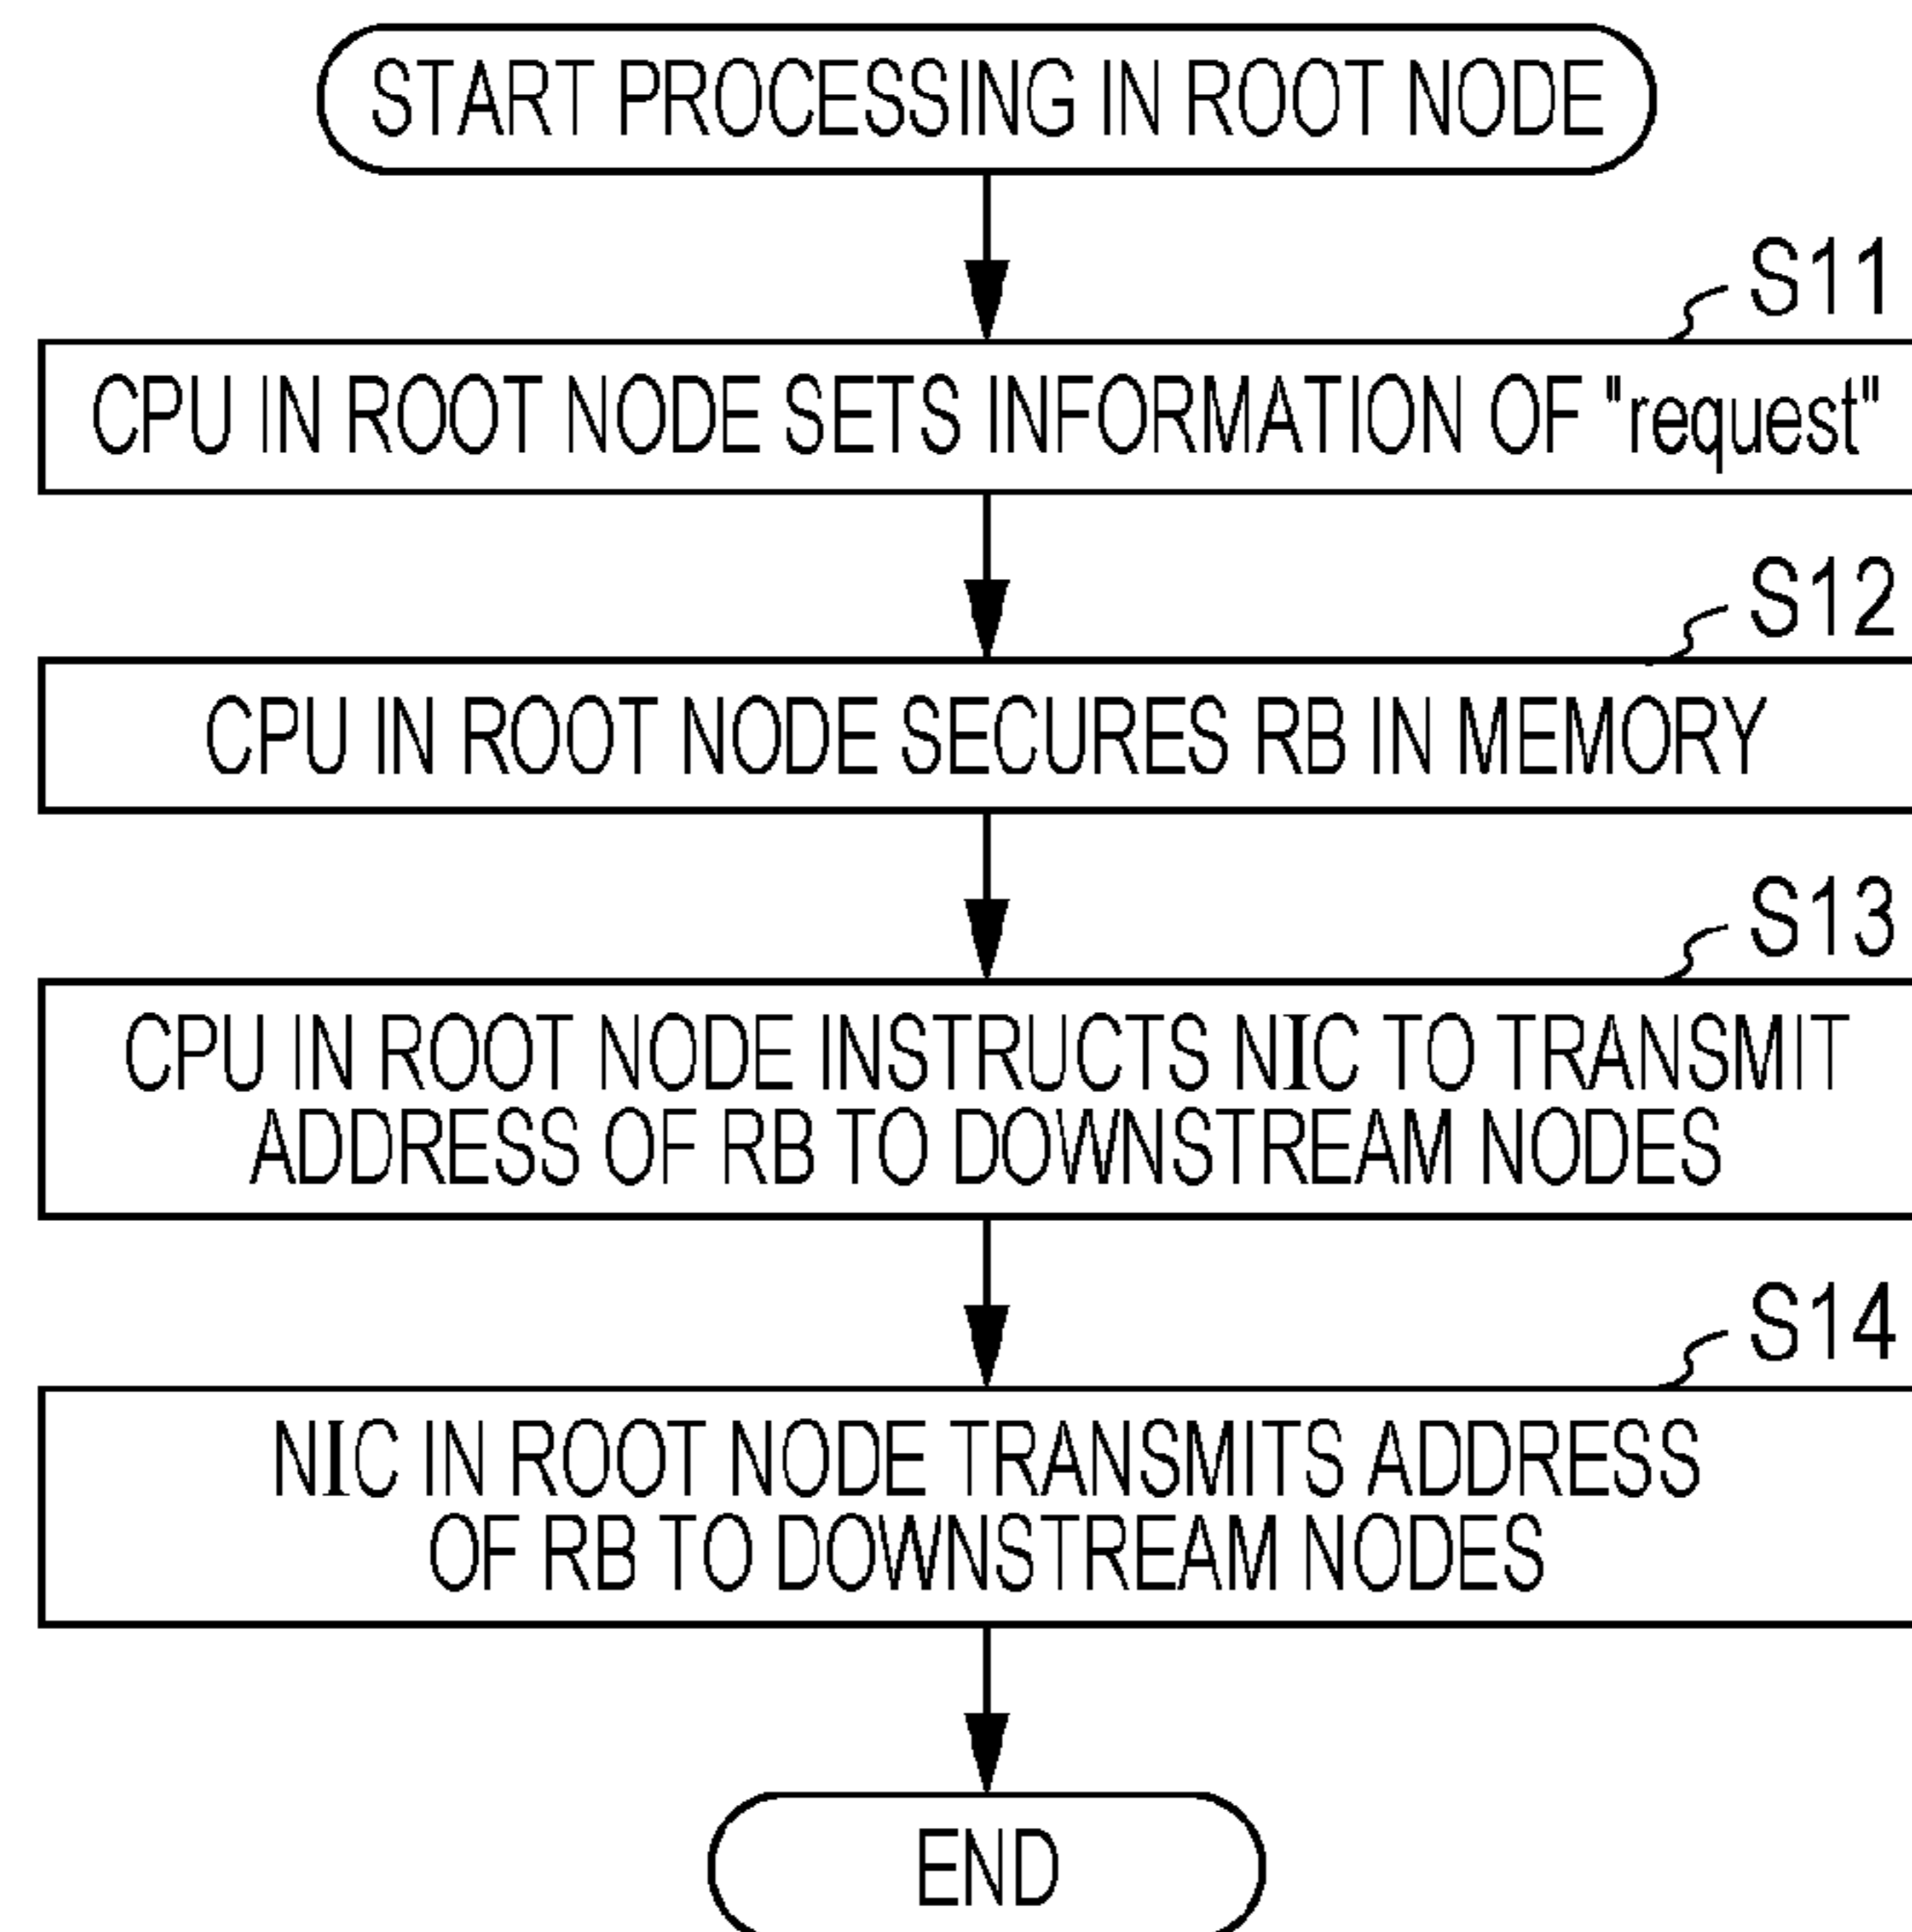 START PROCESSING IN ROOT NODE
S11
CPU IN ROOT NODE SETS INFORMATION OF "request"
S12
CPU IN ROOT NODE SECURES RB IN MEMORY
S13
CPU IN ROOT NODE INSTRUCTS NIC TO TRANSMIT
ADDRESS OF RB TO DOWNSTREAM NODES
S14
NIC IN ROOT NODE TRANSMITS ADDRESS
OF RB TO DOWNSTREAM NODES
END